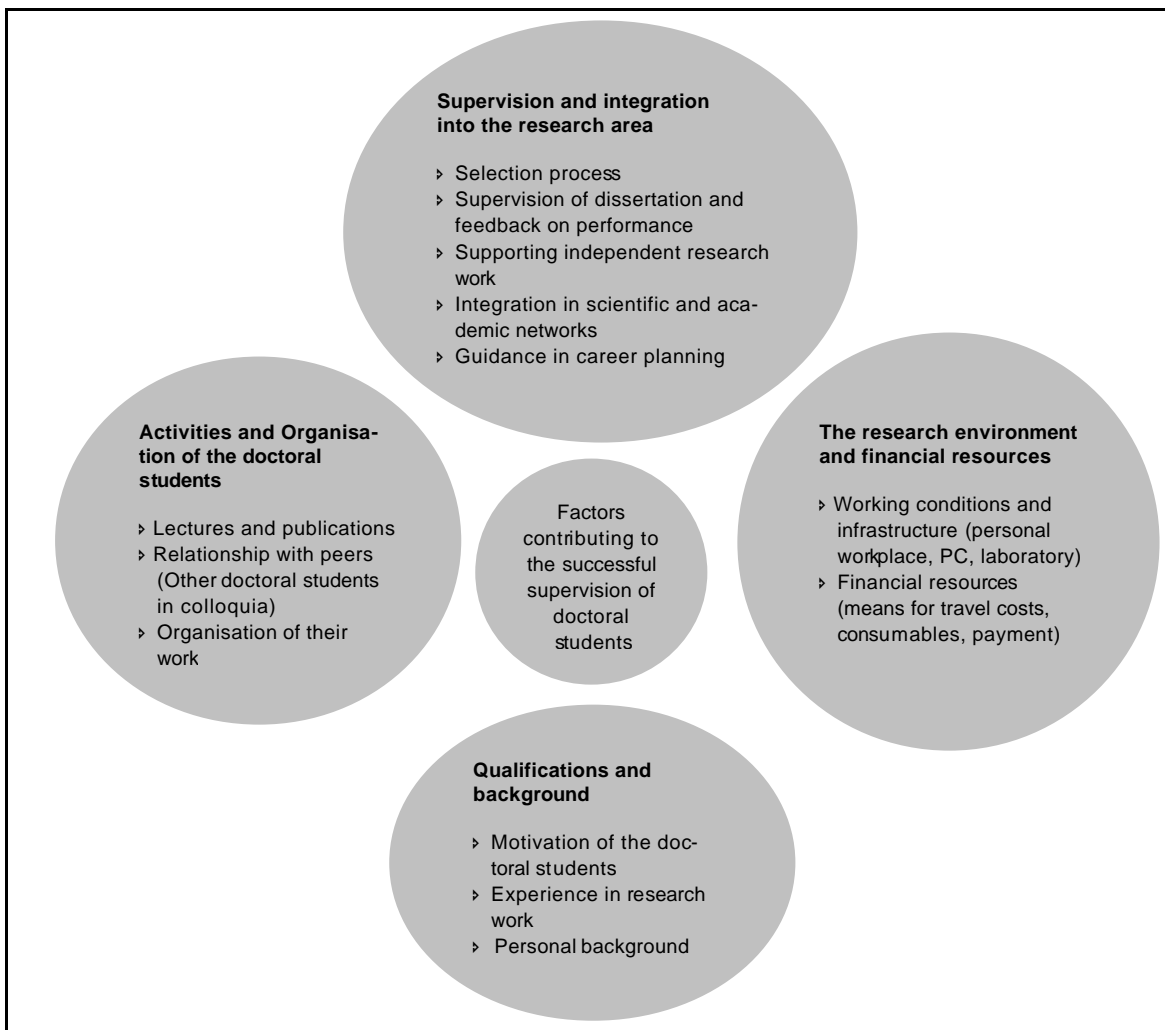 Supervision and integration
into the research area
Selection process
Supervision of dissertation and
feedback on performance
Supporting independent research
work
Integration in scientific and aca-
demic networks
Guidance in career planning
Activities and Organisa-
tion of the doctoral
students
Lectures and publications
Relationship with peers
(Other doctoral students
in colloquia)
Organisation of their
work
Factors
contributing to
the successful
supervision of
doctoral
students
The research environment
and financial resources
Working conditions and
infrastructure (personal
workplace, PC, laboratory)
Financial resources
(means for travel costs,
consumables, payment)
Qualifications and
background
Motivation of the doc-
toral students
Experience in research
work
Personal background